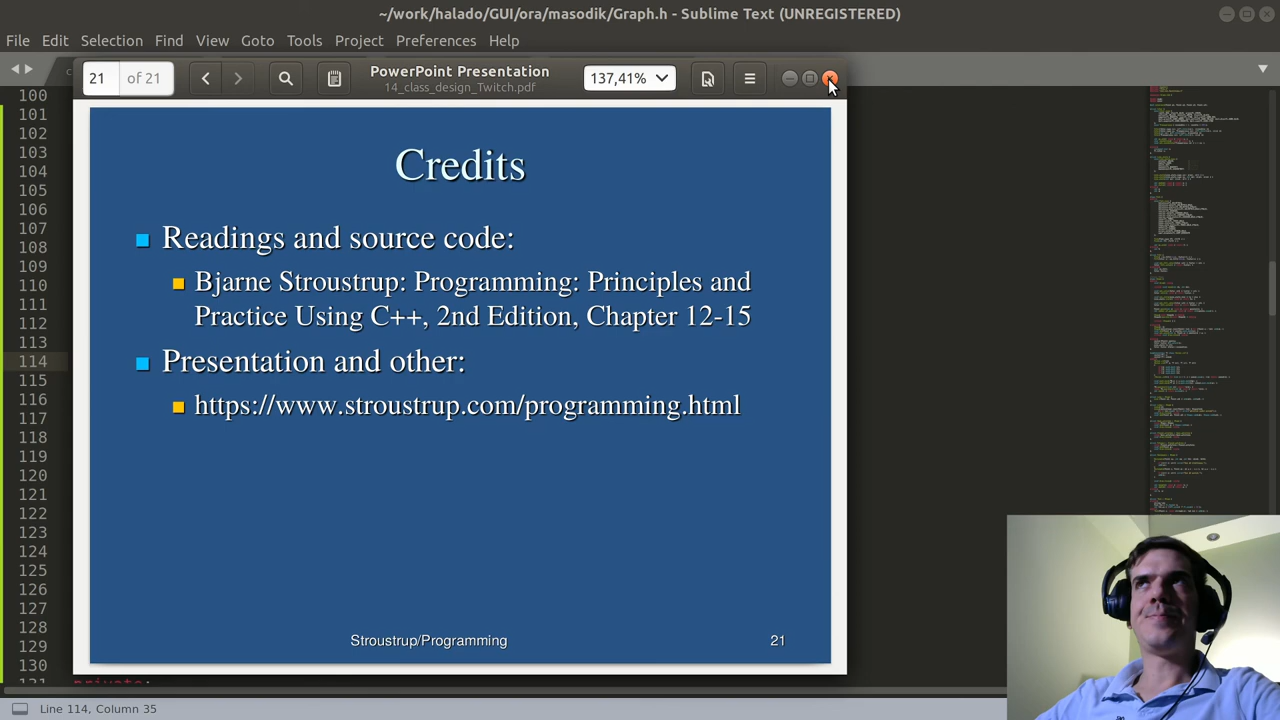 ~/work/halado/GUI/ora/masodik/Graph.h - Sublime Text (UNREGISTERED)
File Edit Selection Find View Goto Tools Project Preferences Help
21 of 21
PowerPoint Presentation
14_class_design_Twitch.pdf
137,41%
100
101
102
103
104
105
106
107
108
109
110
111
112
113
114
115
116
117
118
119
120
121
122
123
124
125
126
127
128
129
130
131
Credits
Readings and source code:
Bjarne Stroustrup: Programming: Principles and
Practice Using C++, 2nd Edition, Chapter 12-15
Presentation and other:
https://www.stroustrup.com/programming.html
Stroustrup/Programming
21
private:
Line 114, Column 35